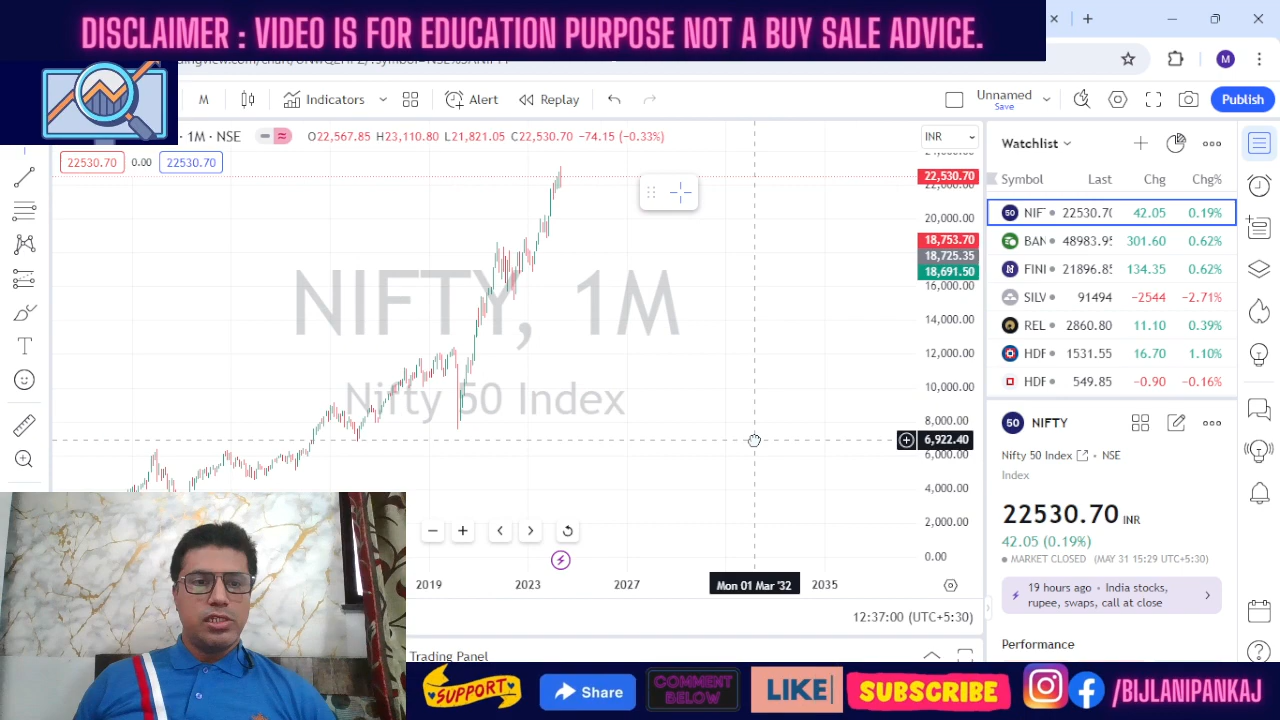 DISCLAIMER : VIDEO IS FOR EDUCATION PURPOSE NOT A BUY SALE ADVICE.
M
Indicators
Alert
Replay
Unnamed
Save
Publish
M
· 1M · NSE
O22,567.85 H23,110.80 L21,821.05 C22,530.70 −74.15 (−0.33%)
INR
22530.70 0.00 22530.70
NIFTY, 1M
Nifty 50 Index
22,530.70
22,000.00
20,000.00
18,753.70
18,725.35
18,691.50
16,000.00
14,000.00
12,000.00
10,000.00
8,000.00
6,922.40
6,000.00
4,000.00
2,000.00
0.00
2019 2023 2027 Mon 01 Mar '32 2035
12:37:00 (UTC+5:30)
Trading Panel
Watchlist
Symbol Last Chg Chg%
50 NIF 22530.70 42.05 0.19%
BAN 48983.95 301.60 0.62%
FINI 21896.85 134.35 0.62%
SILV 91494 −2544 −2.71%
REL 2860.80 11.10 0.39%
HDF 1531.55 16.70 1.10%
HDF 549.85 −0.90 −0.16%
50 NIFTY
Nifty 50 Index • NSE
Index
22530.70 INR
42.05 (0.19%)
MARKET CLOSED (MAY 31 15:29 UTC+5:30)
19 hours ago • India stocks,
rupee, swaps, call at close
Performance
SUPPORT
Share
COMMENT
BELOW
LIKE
SUBSCRIBE